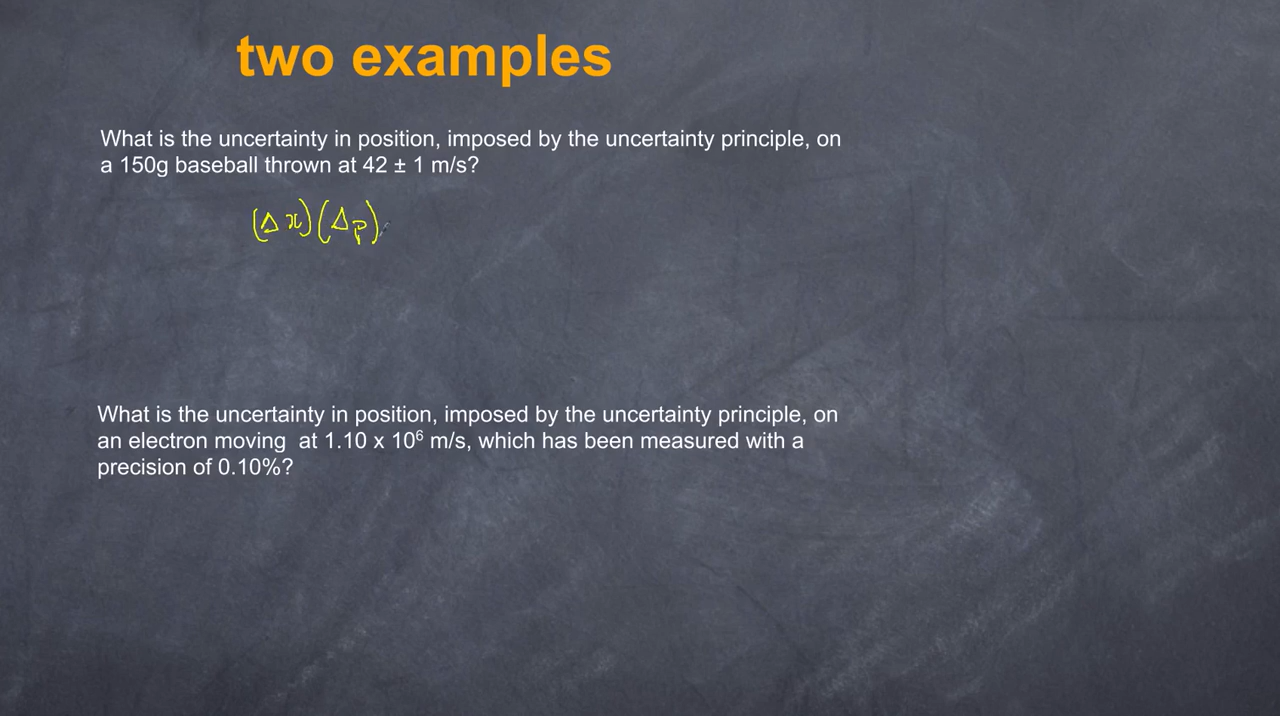 two examples
What is the uncertainty in position, imposed by the uncertainty principle, on
a 150g baseball thrown at 42 ± 1 m/s?
(Δx)(Δp)
What is the uncertainty in position, imposed by the uncertainty principle, on
an electron moving  at 1.10 x 10⁶ m/s, which has been measured with a
precision of 0.10%?